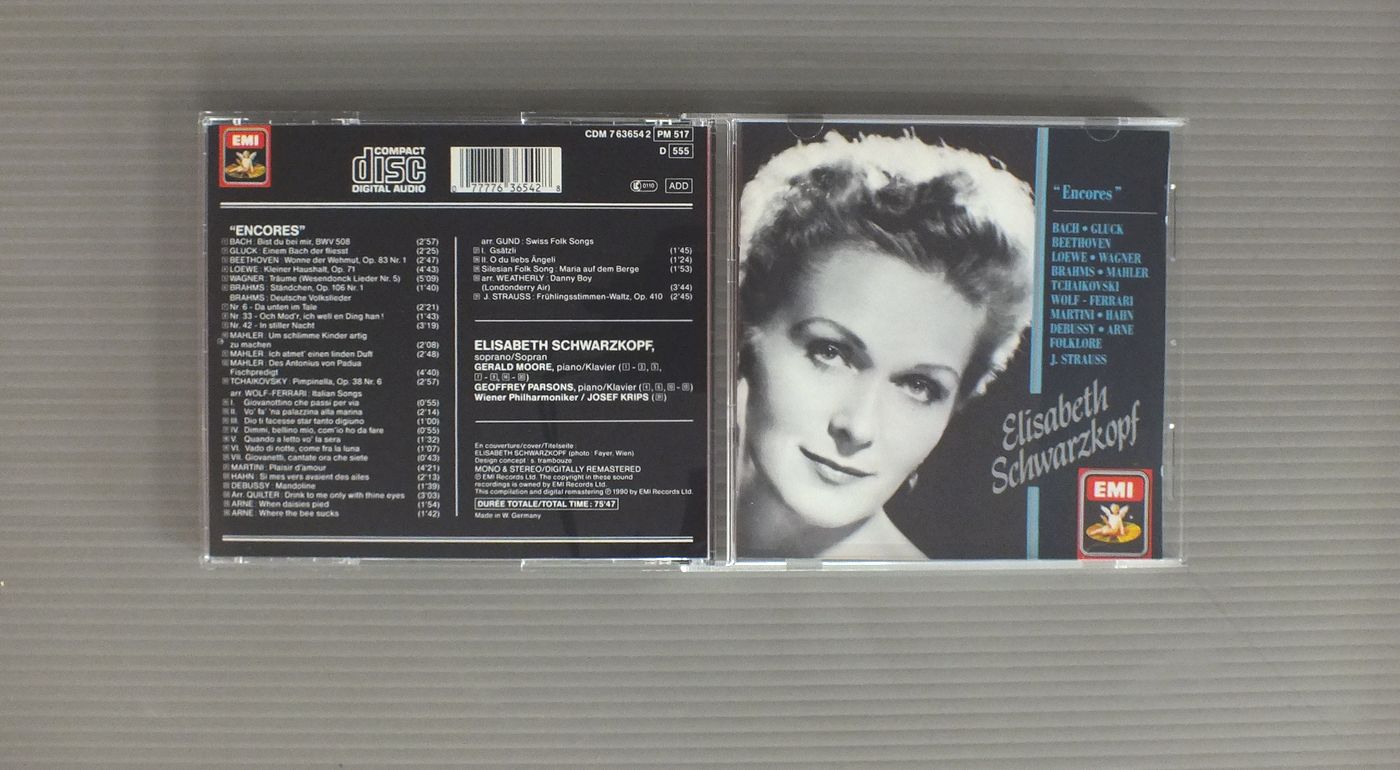 EMI
COMPACT
disc
DIGITAL AUDIO
0 77776 36542 8
CDM 7 63654 2 PM 517
D 555
0110 ADD
"ENCORES"
BACH : Bist du bei mir, BWV 508 (2'57)
GLUCK : Einem Bach der fliesst (2'25)
BEETHOVEN : Wonne der Wehmut, Op. 83 Nr. 1 (2'47)
LOEWE : Kleiner Haushalt, Op. 71 (4'43)
WAGNER : Träume (Wesendonck Lieder Nr. 5) (5'09)
BRAHMS : Ständchen, Op. 106 Nr. 1 (1'40)
BRAHMS : Deutsche Volkslieder
Nr. 6 - Da unten im Tale (2'21)
Nr. 33 - Och Mod'r, ich well en Ding han ! (1'43)
Nr. 42 - In stiller Nacht (3'19)
MAHLER : Um schlimme Kinder artig
zu machen (2'08)
MAHLER : Ich atmet' einen linden Duft (2'48)
MAHLER : Des Antonius von Padua
Fischpredigt (4'40)
TCHAIKOVSKY : Pimpinella, Op. 38 Nr. 6 (2'57)
arr. WOLF-FERRARI : Italian Songs
I. Giovanottino che passi per via (0'55)
II. Vo' fa' 'na palazzina alla marina (2'14)
III. Dio ti facesse star tanto digiuno (1'00)
IV. Dimmi, bellino mio, com'io ho da fare (0'55)
V. Quando a letto vo' la sera (1'32)
VI. Vado di notte, come fra la luna (1'07)
VII. Giovanetti, cantate ora che siete (0'43)
MARTINI : Plaisir d'amour (4'21)
HAHN : Si mes vers avaient des ailes (2'13)
DEBUSSY : Mandoline (1'39)
Arr. QUILTER : Drink to me only with thine eyes (3'03)
ARNE : When daisies pied (1'54)
ARNE : Where the bee sucks (1'42)
arr. GUND : Swiss Folk Songs
I. Gsätzli (1'45)
II. O du liebs Ängeli (1'24)
Silesian Folk Song : Maria auf dem Berge (1'53)
arr. WEATHERLY : Danny Boy
(Londonderry Air) (3'44)
J. STRAUSS : Frühlingsstimmen-Waltz, Op. 410 (2'45)
ELISABETH SCHWARZKOPF,
soprano/Sopran
GERALD MOORE, piano/Klavier
GEOFFREY PARSONS, piano/Klavier
Wiener Philharmoniker / JOSEF KRIPS
En couverture/cover/Titelseite :
ELISABETH SCHWARZKOPF (photo : Fayer, Wien)
Design concept : s. trambouze
MONO & STEREO/DIGITALLY REMASTERED
℗ EMI Records Ltd. The copyright in these sound
recordings is owned by EMI Records Ltd.
This compilation and digital remastering ℗ 1990 by EMI Records Ltd.
DURÉE TOTALE/TOTAL TIME : 75'47
Made in W. Germany
"Encores"
BACH • GLUCK
BEETHOVEN
LOEWE • WAGNER
BRAHMS • MAHLER
TCHAIKOVSKI
WOLF - FERRARI
MARTINI • HAHN
DEBUSSY • ARNE
FOLKLORE
J. STRAUSS
Elisabeth
Schwarzkopf
EMI